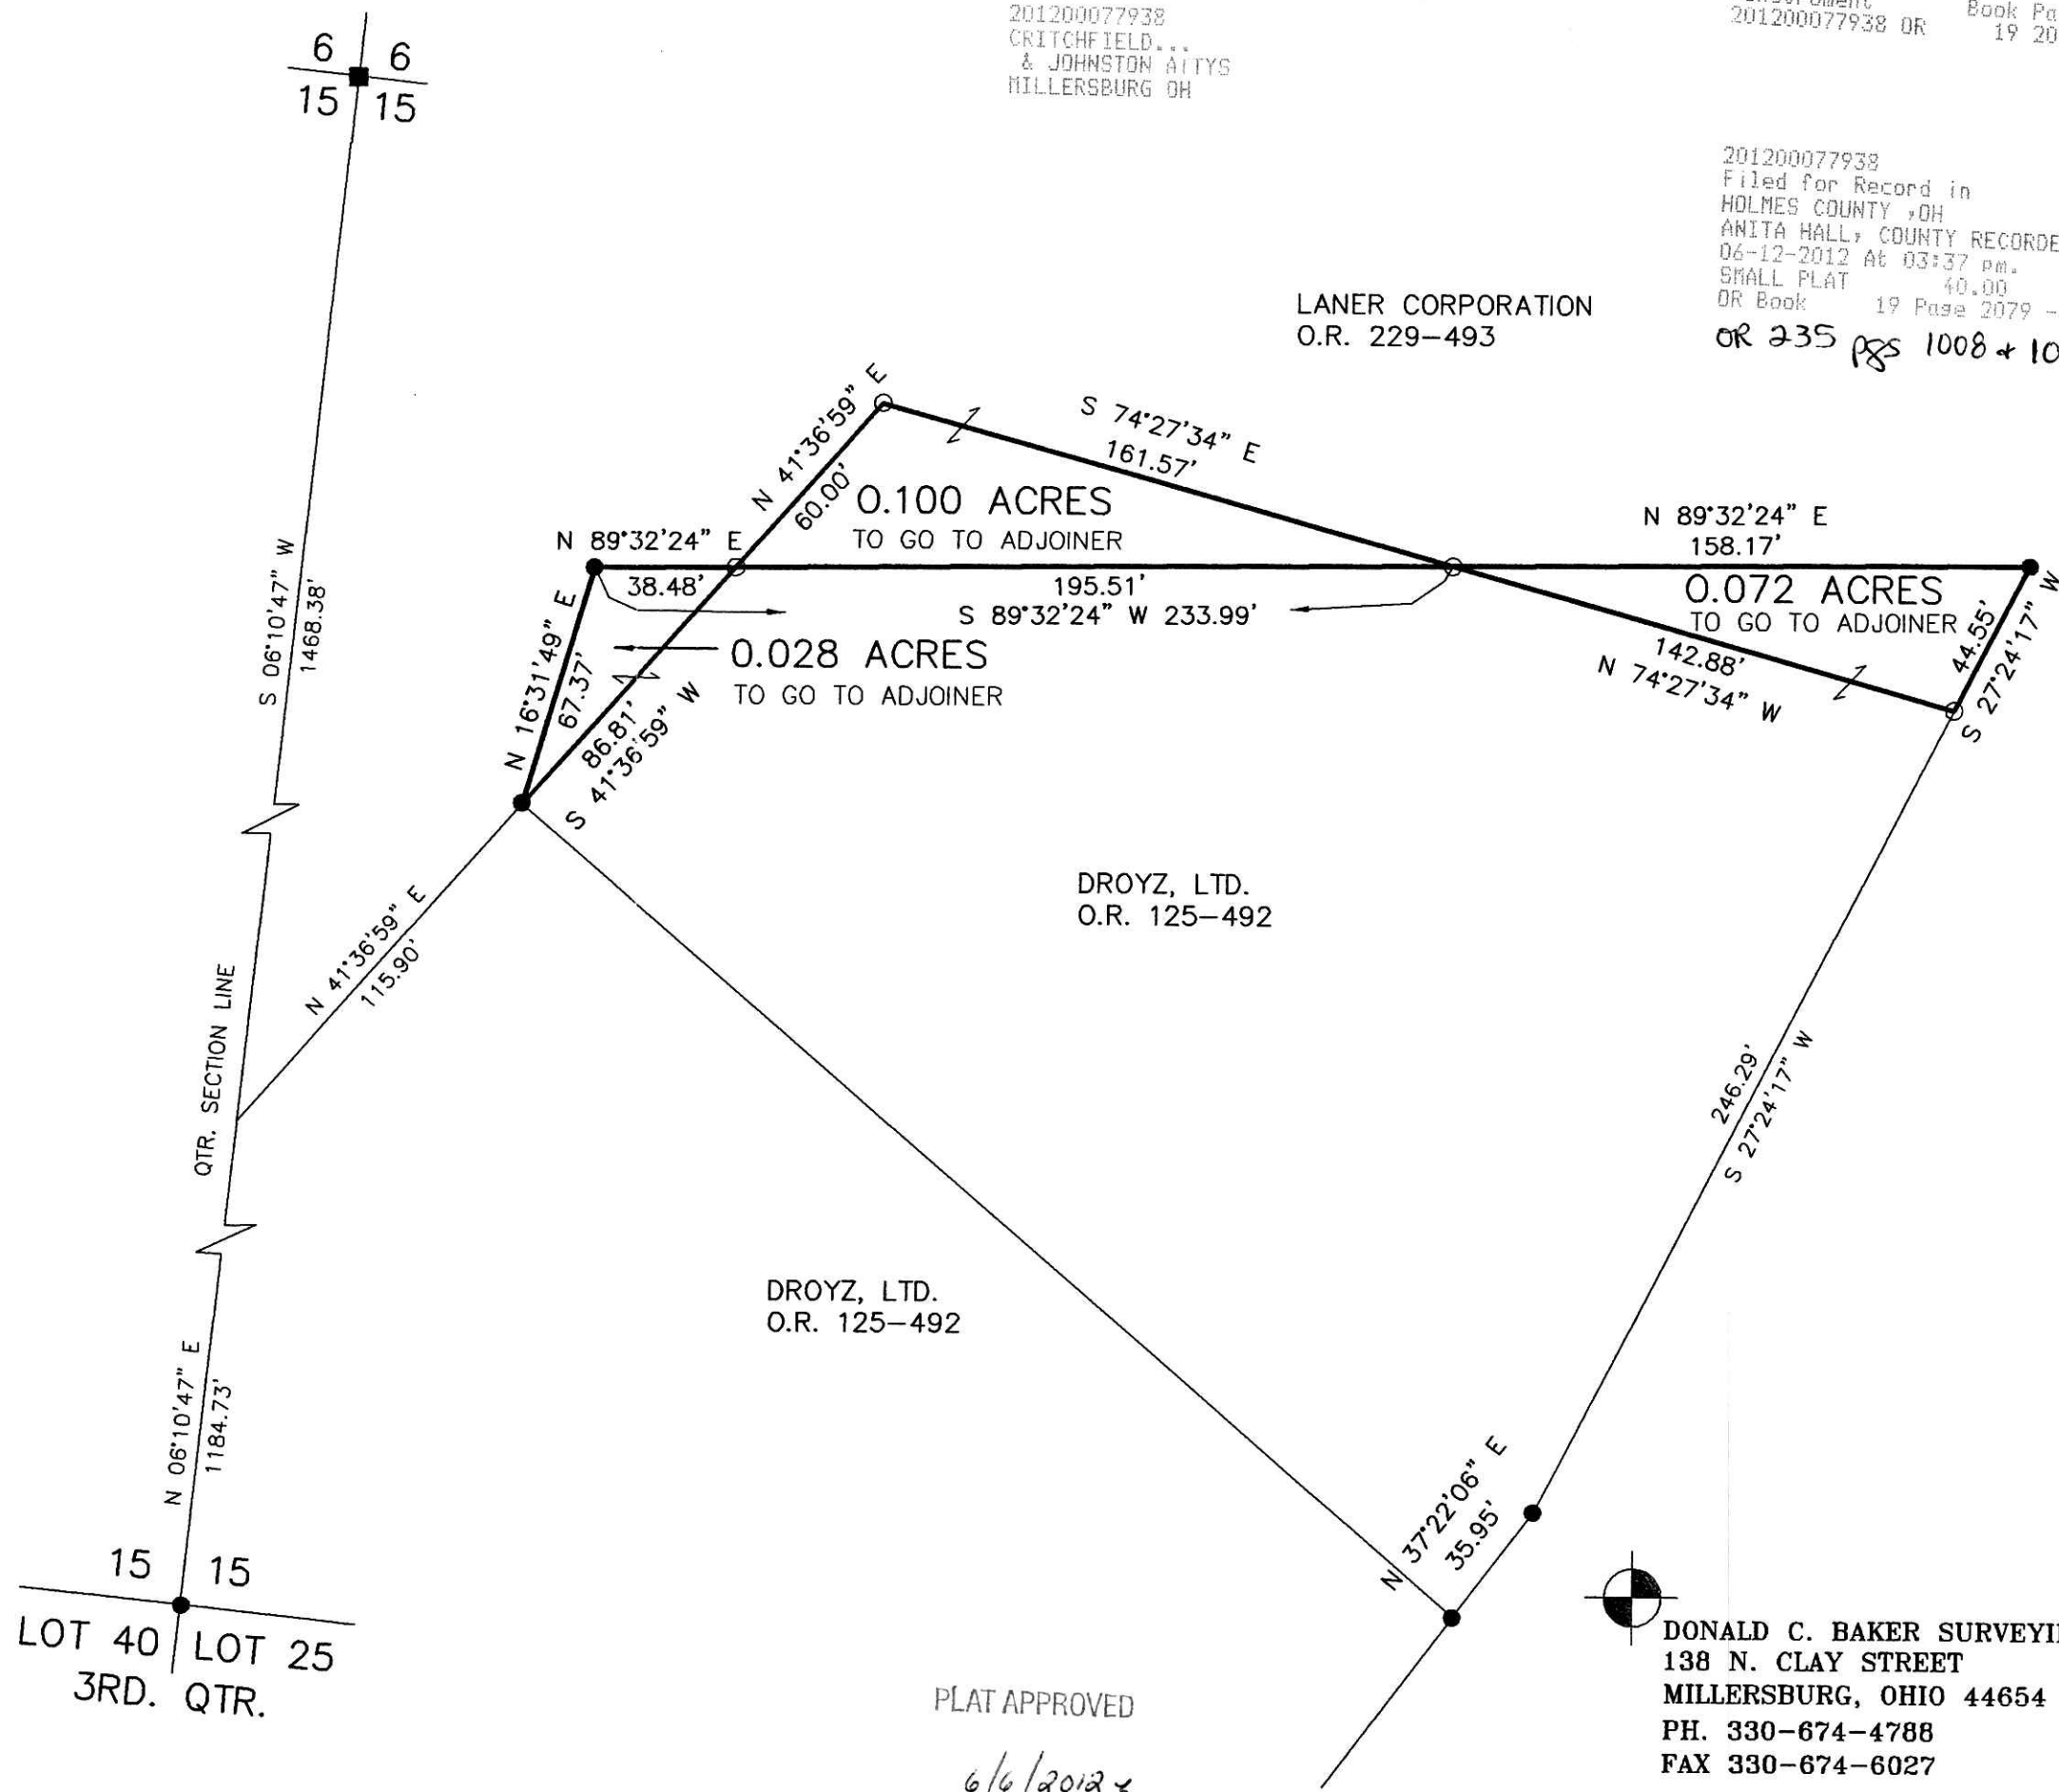 201200077938
CRITCHFIELD...
& JOHNSTON ATTYS
MILLERSBURG OH
Book
201200077938 OR 19
201200077938
Filed for Record in
HOLMES COUNTY ,OH
ANITA HALL, COUNTY RECORDE
06-12-2012 At 03:37 pm.
SMALL PLAT 40.00
OR Book 19 Page 2079 -
OR 235 pgs 1008 & 10
6 6
15 15
LANER CORPORATION
O.R. 229-493
S 06°10'47" W
1468.38'
N 41°36'59" E
60.00'
S 74°27'34" E
161.57'
0.100 ACRES
TO GO TO ADJOINER
N 89°32'24" E
38.48'
N 89°32'24" E
158.17'
195.51'
S 89°32'24" W 233.99'
0.072 ACRES
TO GO TO ADJOINER
N 16°31'49" E
67.37'
0.028 ACRES
TO GO TO ADJOINER
86.81'
S 41°36'59" W
142.88'
N 74°27'34" W
44.55'
S 27°24'17" W
DROYZ, LTD.
O.R. 125-492
N 41°36'59" E
115.90'
QTR. SECTION LINE
246.29'
S 27°24'17" W
DROYZ, LTD.
O.R. 125-492
N 06°10'47" E
1184.73'
N 37°22'06" E
35.95'
15 15
LOT 40 LOT 25
3RD. QTR.
DONALD C. BAKER SURVEYI
138 N. CLAY STREET
MILLERSBURG, OHIO 44654
PH. 330-674-4788
FAX 330-674-6027
PLAT APPROVED
6/6/2012